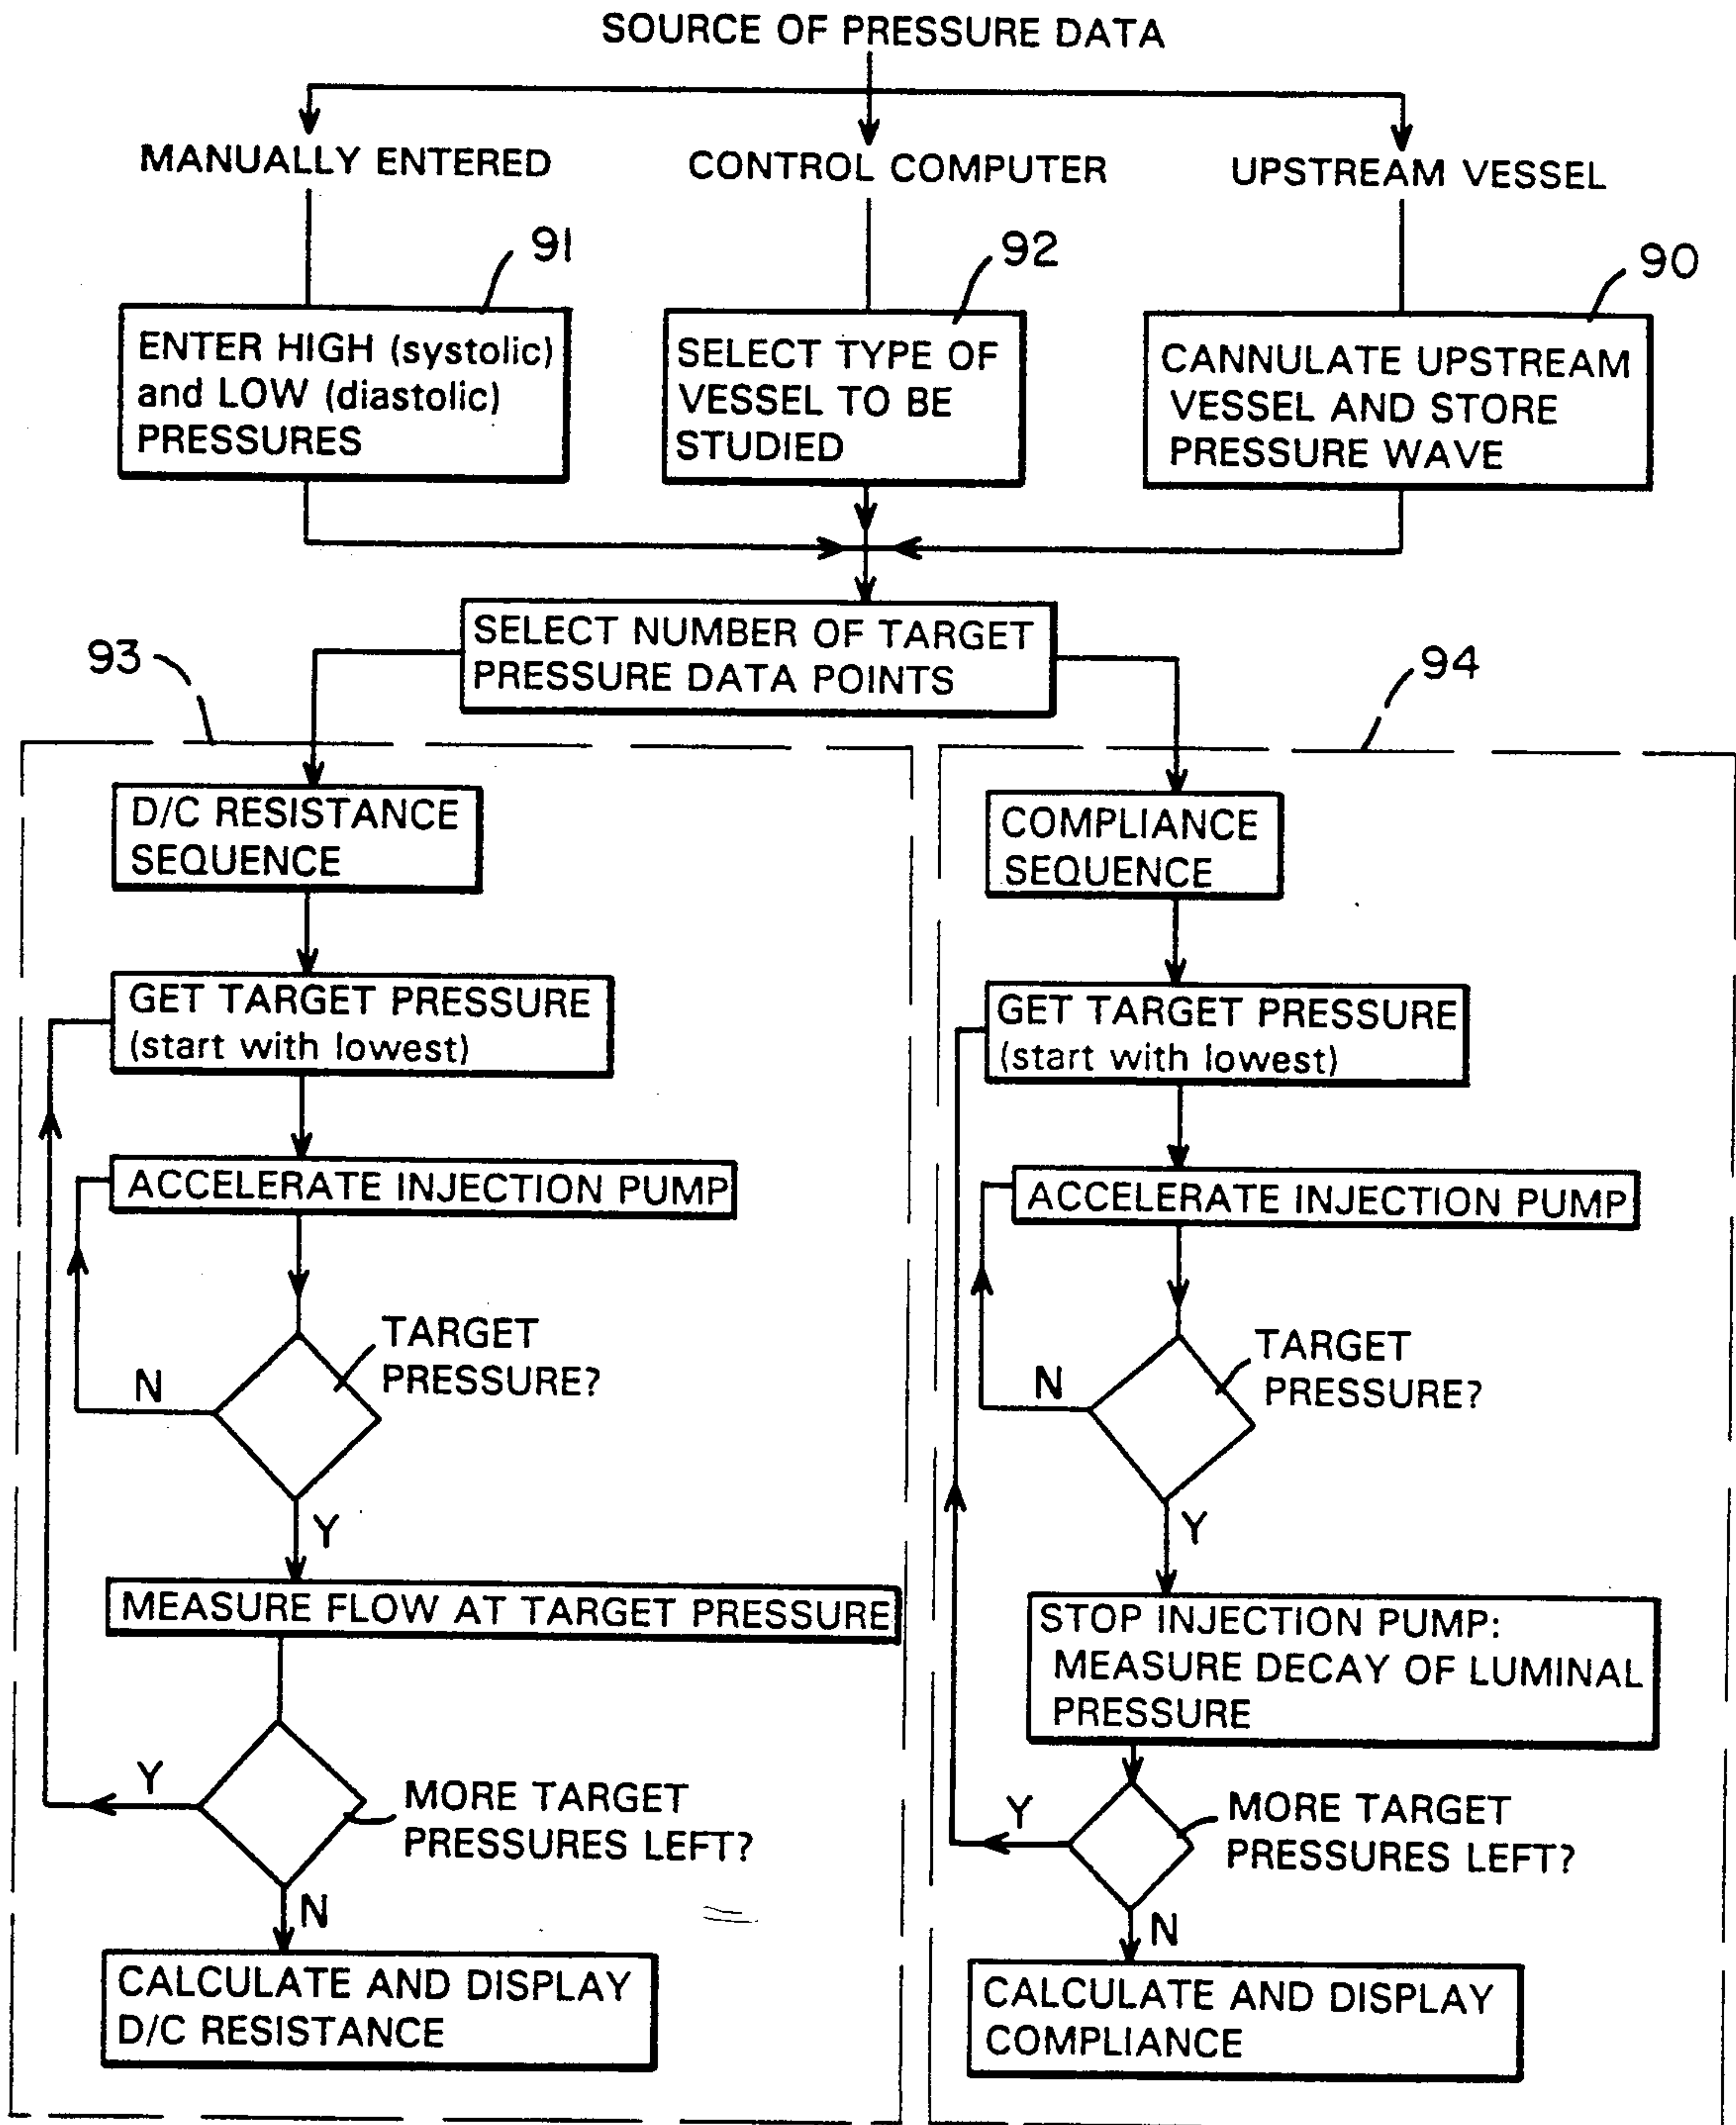 SOURCE OF PRESSURE DATA
MANUALLY ENTERED
CONTROL COMPUTER
UPSTREAM VESSEL
91
92
90
ENTER HIGH (systolic)
and LOW (diastolic)
PRESSURES
SELECT TYPE OF
VESSEL TO BE
STUDIED
CANNULATE UPSTREAM
VESSEL AND STORE
PRESSURE WAVE
SELECT NUMBER OF TARGET
PRESSURE DATA POINTS
93
D/C RESISTANCE
SEQUENCE
GET TARGET PRESSURE
(start with lowest)
ACCELERATE INJECTION PUMP
TARGET
PRESSURE?
N
Y
MEASURE FLOW AT TARGET PRESSURE
Y
MORE TARGET
PRESSURES LEFT?
N
CALCULATE AND DISPLAY
D/C RESISTANCE
94
COMPLIANCE
SEQUENCE
GET TARGET PRESSURE
(start with lowest)
ACCELERATE INJECTION PUMP
TARGET
PRESSURE?
N
Y
STOP INJECTION PUMP:
MEASURE DECAY OF LUMINAL
PRESSURE
Y
MORE TARGET
PRESSURES LEFT?
N
CALCULATE AND DISPLAY
COMPLIANCE